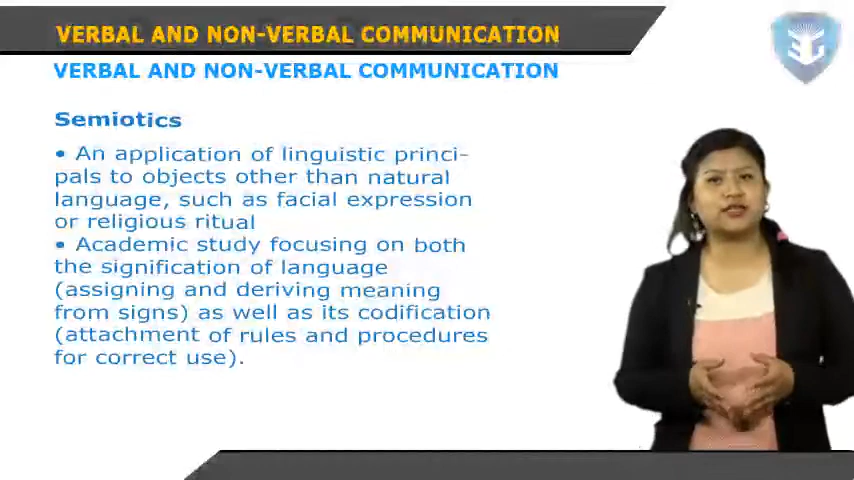 VERBAL AND NON-VERBAL COMMUNICATION
VERBAL AND NON-VERBAL COMMUNICATION
Semiotics
• An application of linguistic princi-
pals to objects other than natural
language, such as facial expression
or religious ritual
• Academic study focusing on both
the signification of language
(assigning and deriving meaning
from signs) as well as its codification
(attachment of rules and procedures
for correct use).